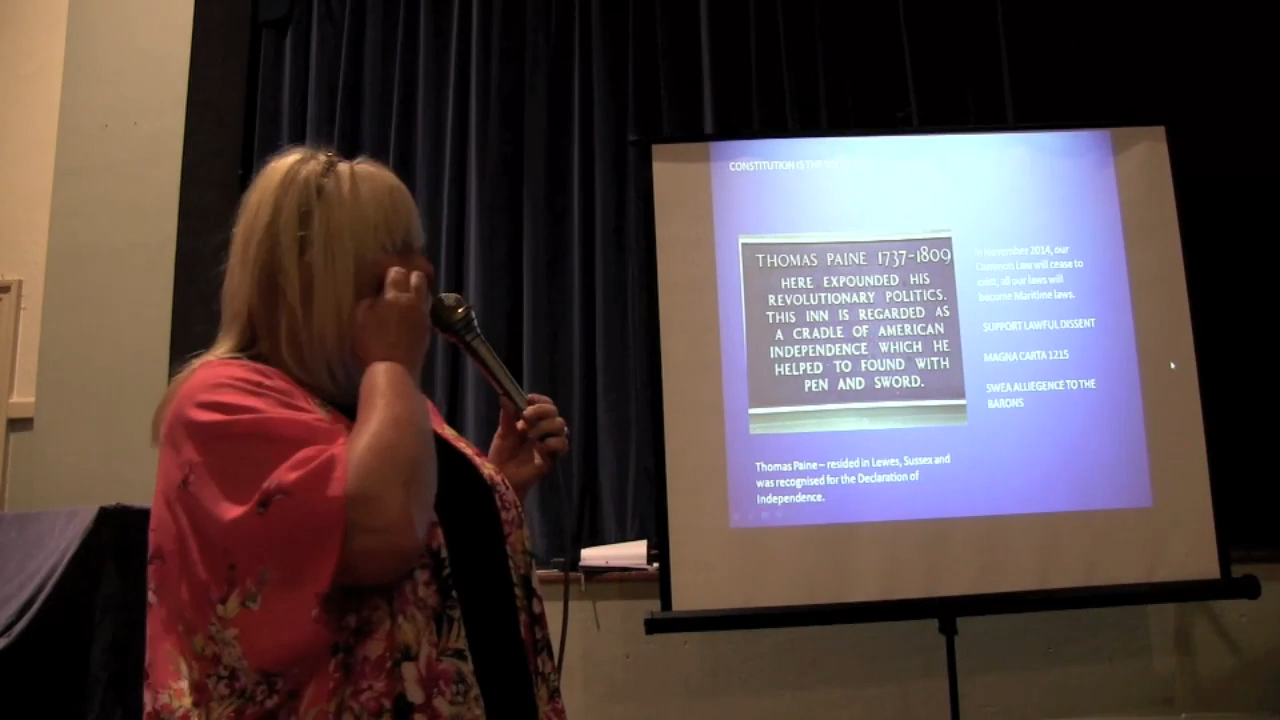 CONSTITUTION IS THE
THOMAS PAINE 1737-1809
HERE EXPOUNDED HIS
REVOLUTIONARY POLITICS.
THIS INN IS REGARDED AS
A CRADLE OF AMERICAN
INDEPENDENCE WHICH HE
HELPED TO FOUND WITH
PEN AND SWORD.
In November 2014, our
Common Law will cease to
exist, all our laws will
become Maritime laws.
SUPPORT LAWFUL DISSENT
MAGNA CARTA 1215
SWEA ALLIEGENCE TO THE
BARONS
Thomas Paine – resided in Lewes, Sussex and
was recognised for the Declaration of
Independence.